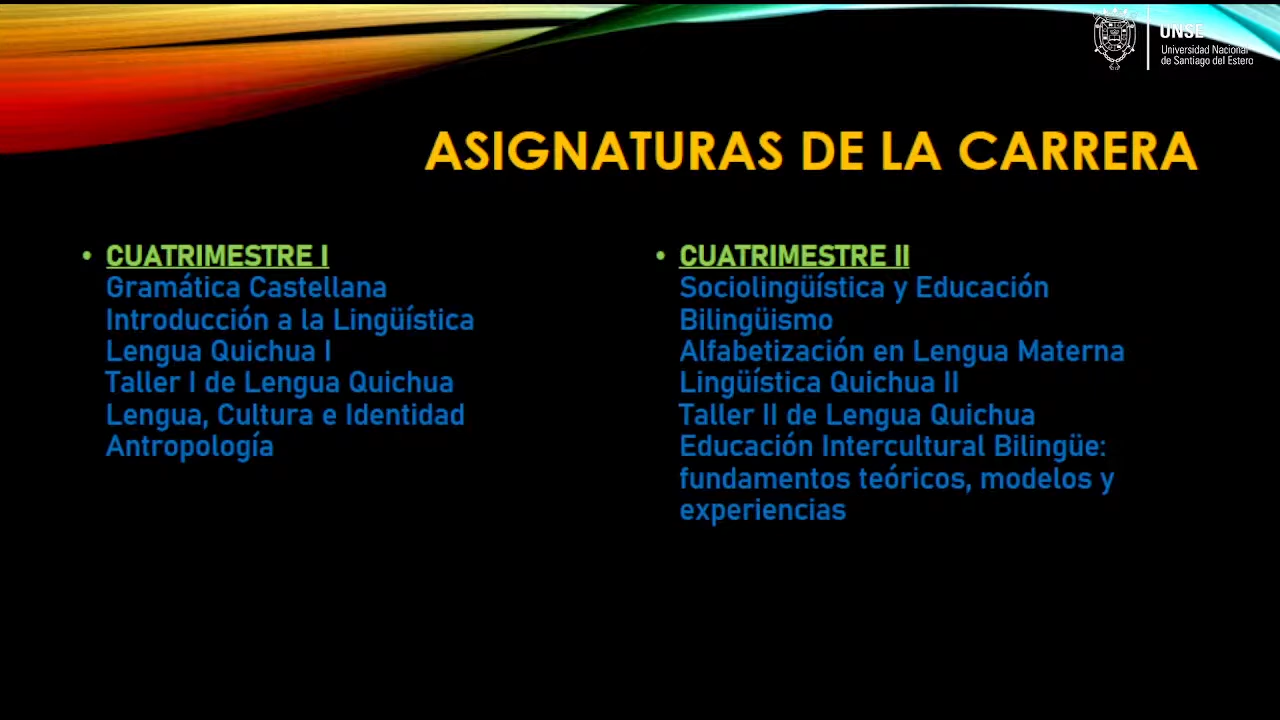 UNSE
Universidad Nacional
de Santiago del Estero
ASIGNATURAS DE LA CARRERA
• CUATRIMESTRE I
Gramática Castellana
Introducción a la Lingüística
Lengua Quichua I
Taller I de Lengua Quichua
Lengua, Cultura e Identidad
Antropología
• CUATRIMESTRE II
Sociolingüística y Educación
Bilingüismo
Alfabetización en Lengua Materna
Lingüística Quichua II
Taller II de Lengua Quichua
Educación Intercultural Bilingüe:
fundamentos teóricos, modelos y
experiencias